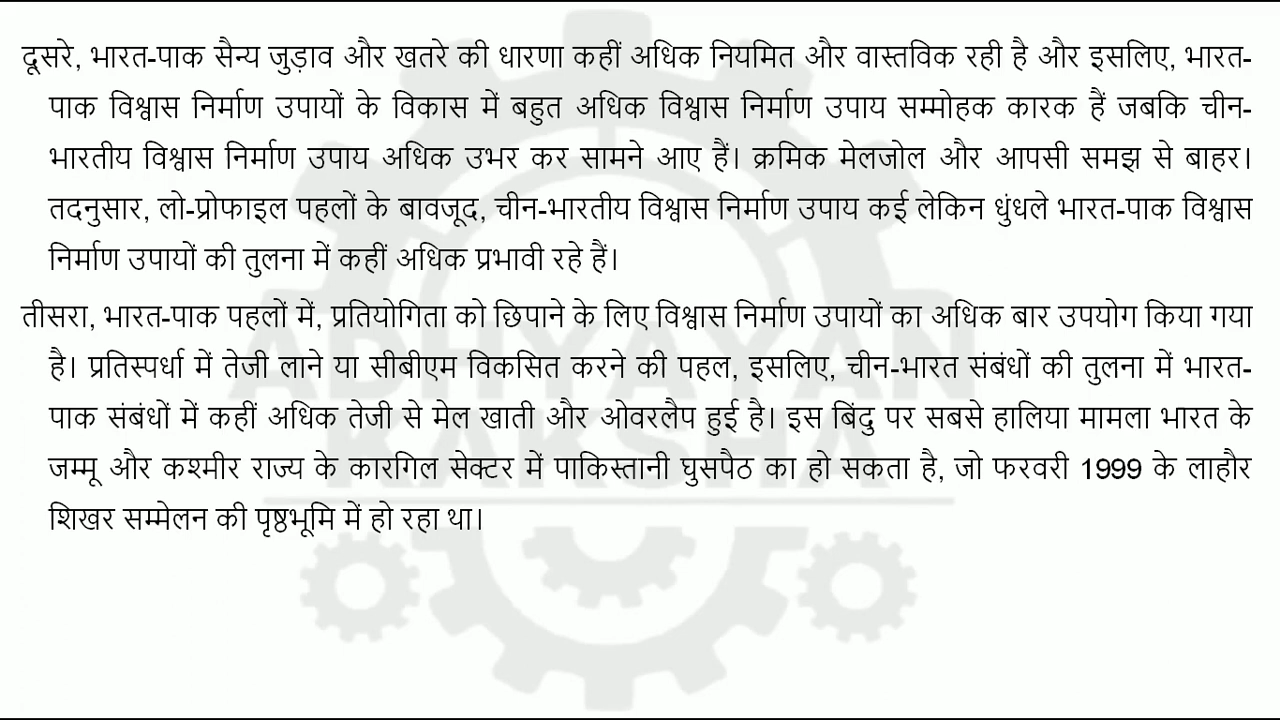 दूसरे, भारत-पाक सैन्य जुड़ाव और खतरे की धारणा कहीं अधिक नियमित और वास्तविक रही है और इसलिए, भारत-
पाक विश्वास निर्माण उपायों के विकास में बहुत अधिक विश्वास निर्माण उपाय सम्मोहक कारक हैं जबकि चीन-
भारतीय विश्वास निर्माण उपाय अधिक उभर कर सामने आए हैं। क्रमिक मेलजोल और आपसी समझ से बाहर।
तदनुसार, लो-प्रोफाइल पहलों के बावजूद, चीन-भारतीय विश्वास निर्माण उपाय कई लेकिन धुंधले भारत-पाक विश्वास
निर्माण उपायों की तुलना में कहीं अधिक प्रभावी रहे हैं।
तीसरा, भारत-पाक पहलों में, प्रतियोगिता को छिपाने के लिए विश्वास निर्माण उपायों का अधिक बार उपयोग किया गया
है। प्रतिस्पर्धा में तेजी लाने या सीबीएम विकसित करने की पहल, इसलिए, चीन-भारत संबंधों की तुलना में भारत-
पाक संबंधों में कहीं अधिक तेजी से मेल खाती और ओवरलैप हुई है। इस बिंदु पर सबसे हालिया मामला भारत के
जम्मू और कश्मीर राज्य के कारगिल सेक्टर में पाकिस्तानी घुसपैठ का हो सकता है, जो फरवरी 1999 के लाहौर
शिखर सम्मेलन की पृष्ठभूमि में हो रहा था।
ADHYAYAN
KAKSHA